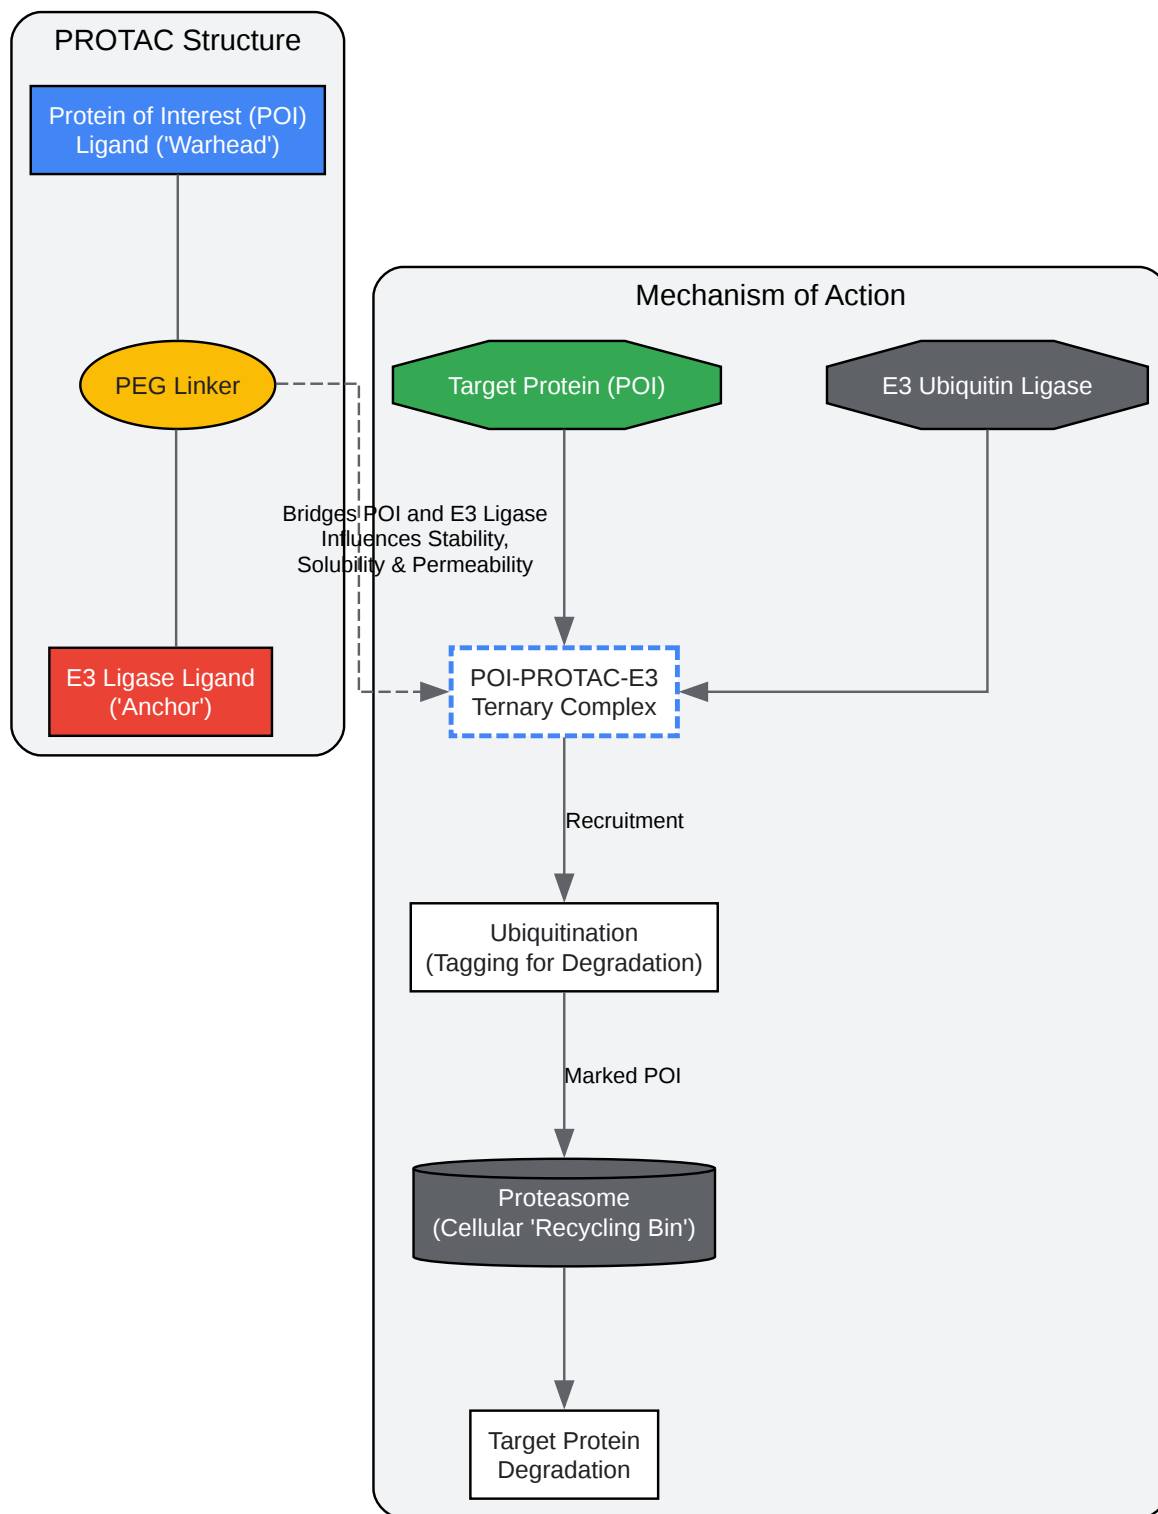 PROTAC Structure
Protein of Interest (POI)
Ligand ('Warhead')
PEG Linker
E3 Ligase Ligand
('Anchor')
Mechanism of Action
Target Protein (POI)
E3 Ubiquitin Ligase
Bridges POI and E3 Ligase
Influences Stability,
Solubility & Permeability
POI-PROTAC-E3
Ternary Complex
Recruitment
Ubiquitination
(Tagging for Degradation)
Marked POI
Proteasome
(Cellular 'Recycling Bin')
Target Protein
Degradation